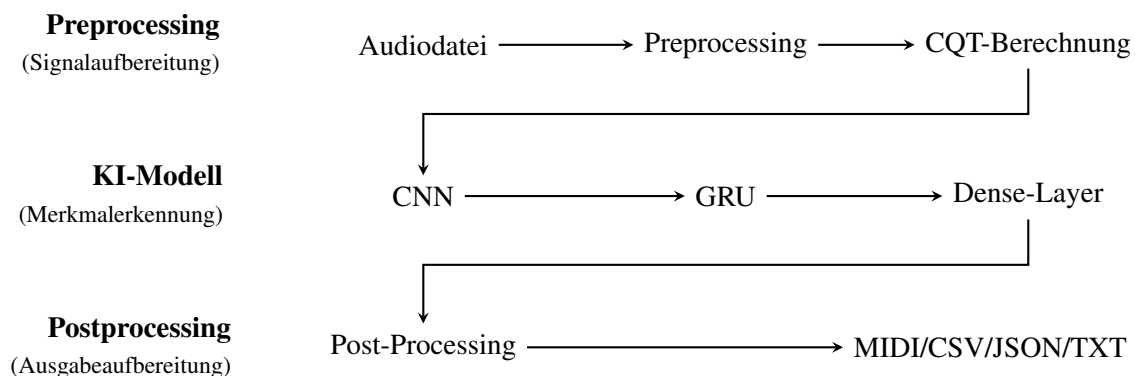 Preprocessing
(Signalaufbereitung)
Audiodatei Preprocessing CQT-Berechnung
KI-Modell
(Merkmalerkennung)
CNN GRU Dense-Layer
Postprocessing
(Ausgabeaufbereitung)
Post-Processing MIDI/CSV/JSON/TXT